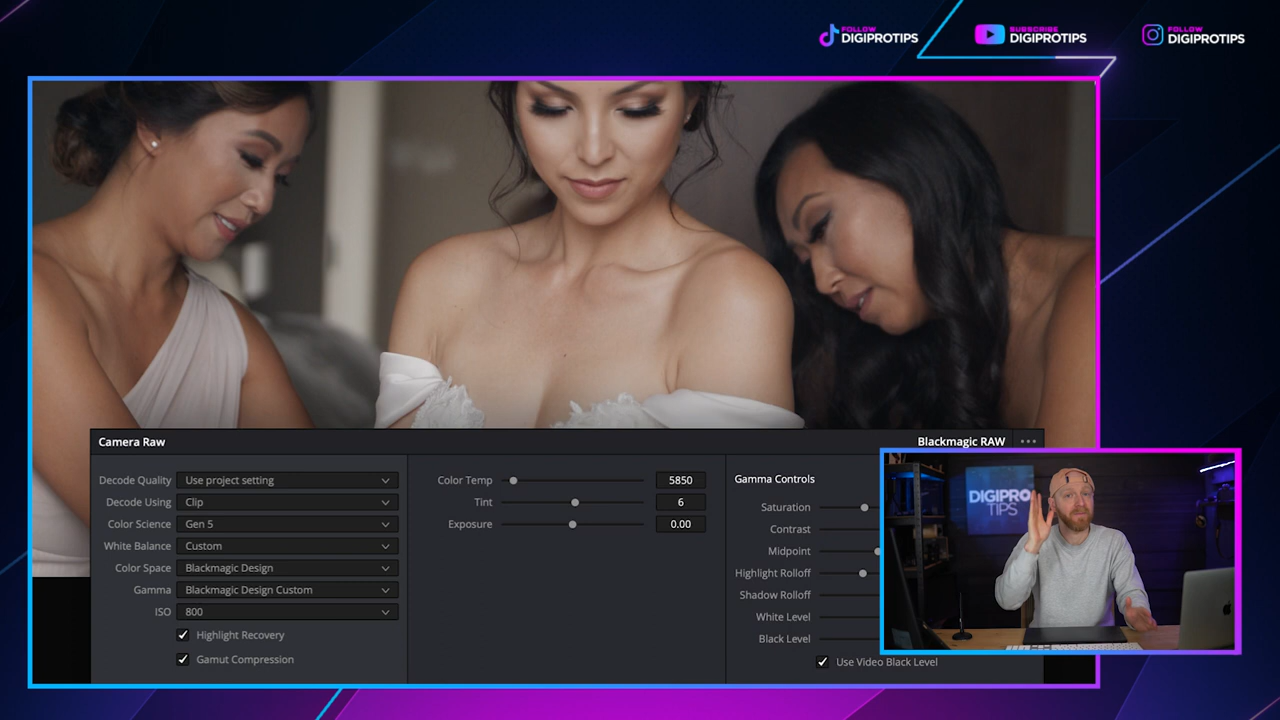 FOLLOW
DIGIPROTIPS
SUBSCRIBE
DIGIPROTIPS
FOLLOW
DIGIPROTIPS
Camera Raw
Blackmagic RAW
Decode Quality Use project setting
Decode Using Clip
Color Science Gen 5
White Balance Custom
Color Space Blackmagic Design
Gamma Blackmagic Design Custom
ISO 800
Highlight Recovery
Gamut Compression
Color Temp 5850
Tint 6
Exposure 0.00
Gamma Controls
Saturation
Contrast
Midpoint
Highlight Rolloff
Shadow Rolloff
White Level
Black Level
Use Video Black Level
DIGIPRO
TIPS